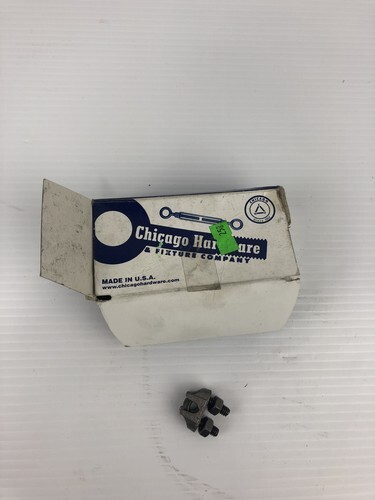 Chicago Hardware
& FIXTURE COMPANY
MADE IN U.S.A.
www.chicagohardware.com